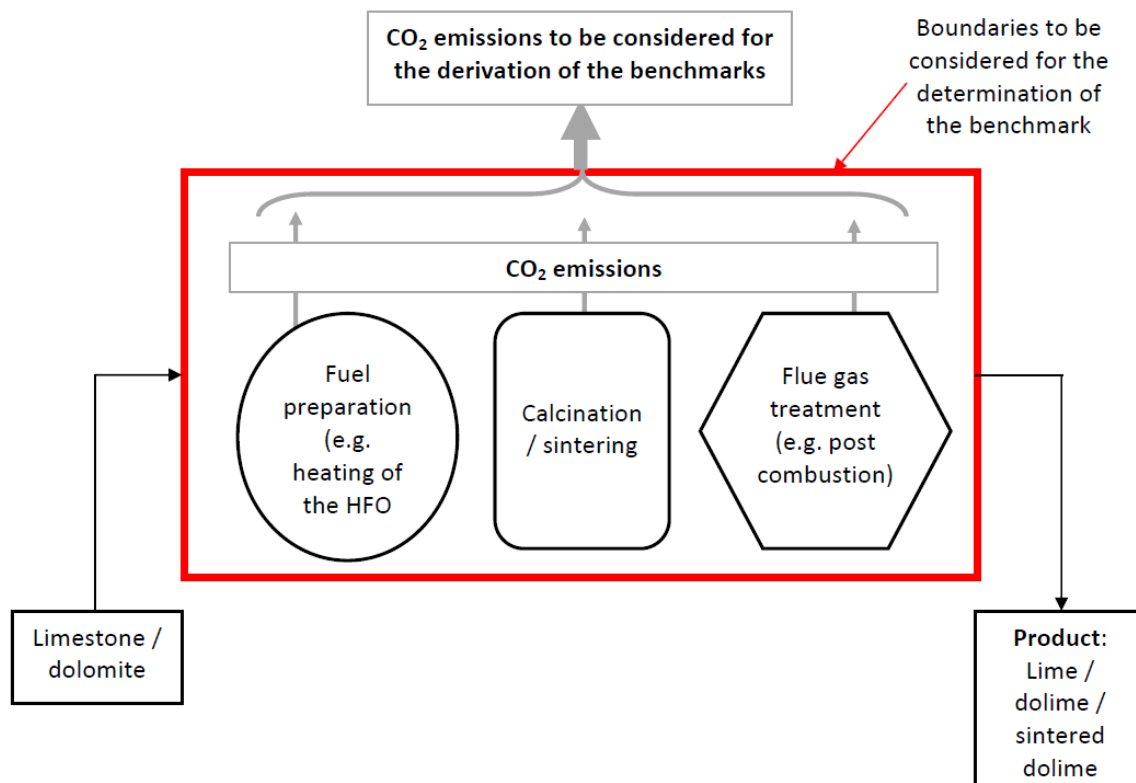 CO₂ emissions to be considered for
the derivation of the benchmarks
Boundaries to be
considered for the
determination of
the benchmark
CO₂ emissions
Fuel
preparation
(e.g.
heating of
the HFO
Calcination
/ sintering
Flue gas
treatment
(e.g. post
combustion)
Limestone /
dolomite
Product:
Lime /
dolime /
sintered
dolime